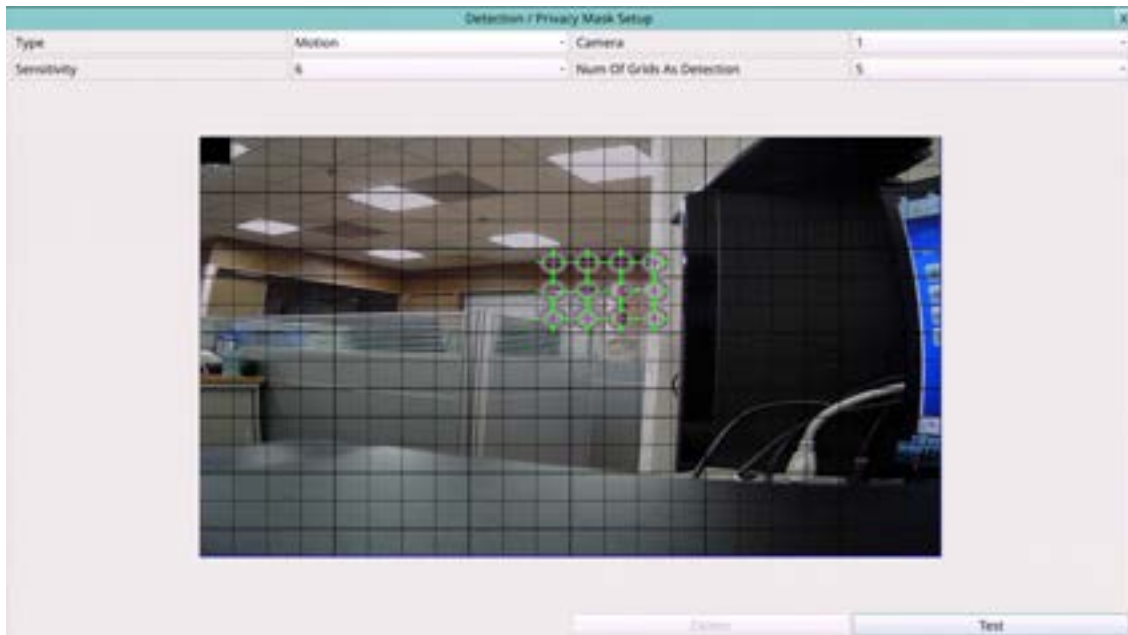 Detection / Privacy Mask Setup X
Type Motion Camera 1
Sensitivity 6 Num Of Grids As Detection 5
Test